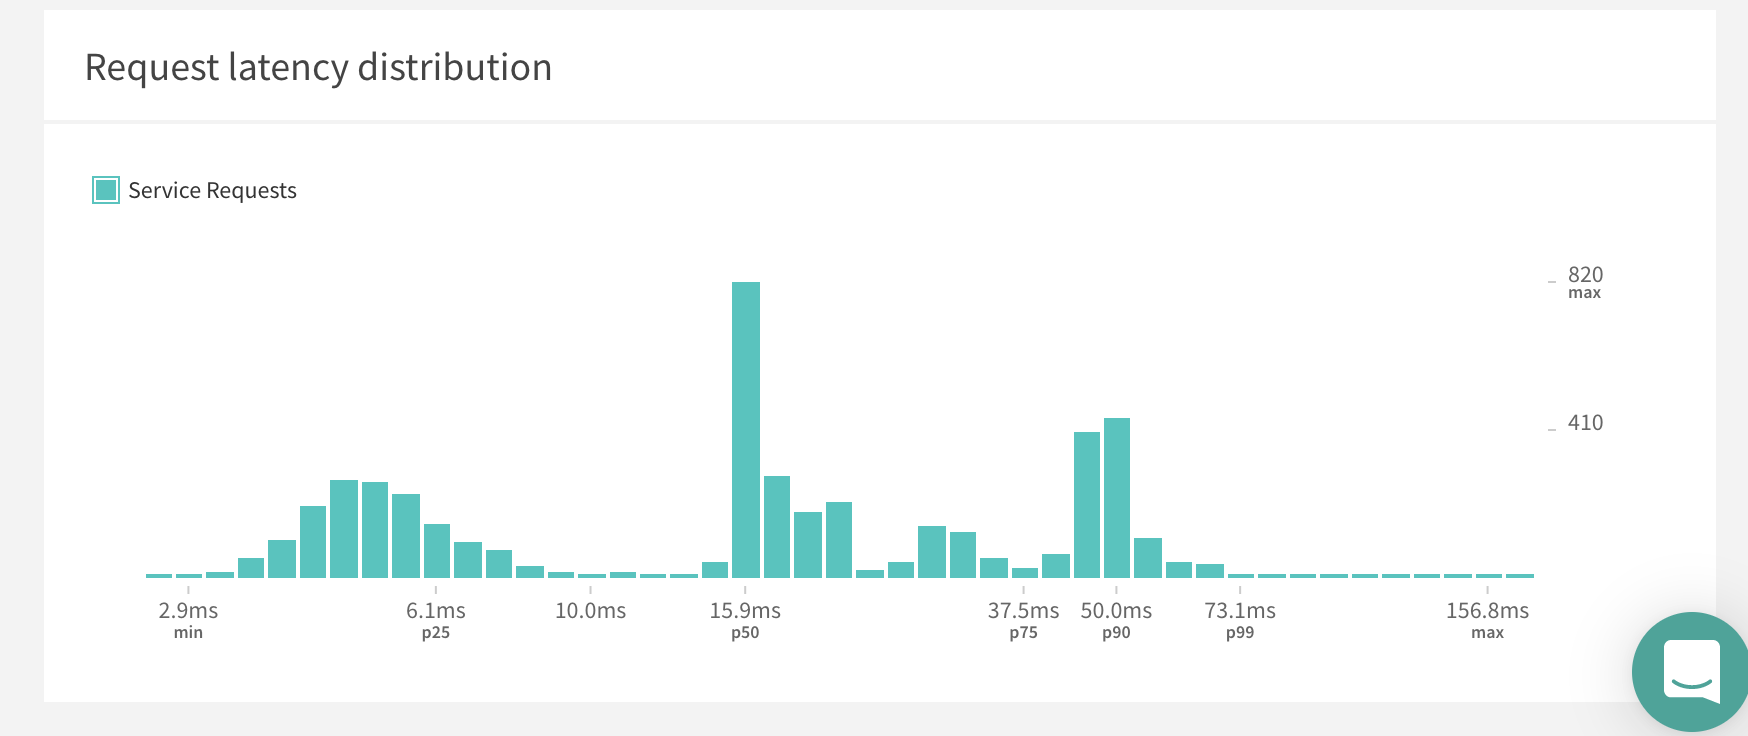 Request latency distribution
Service Requests
820
max
410
2.9ms 6.1ms 10.0ms 15.9ms 37.5ms 50.0ms 73.1ms 156.8ms
min p25 p50 p75 p90 p99 max